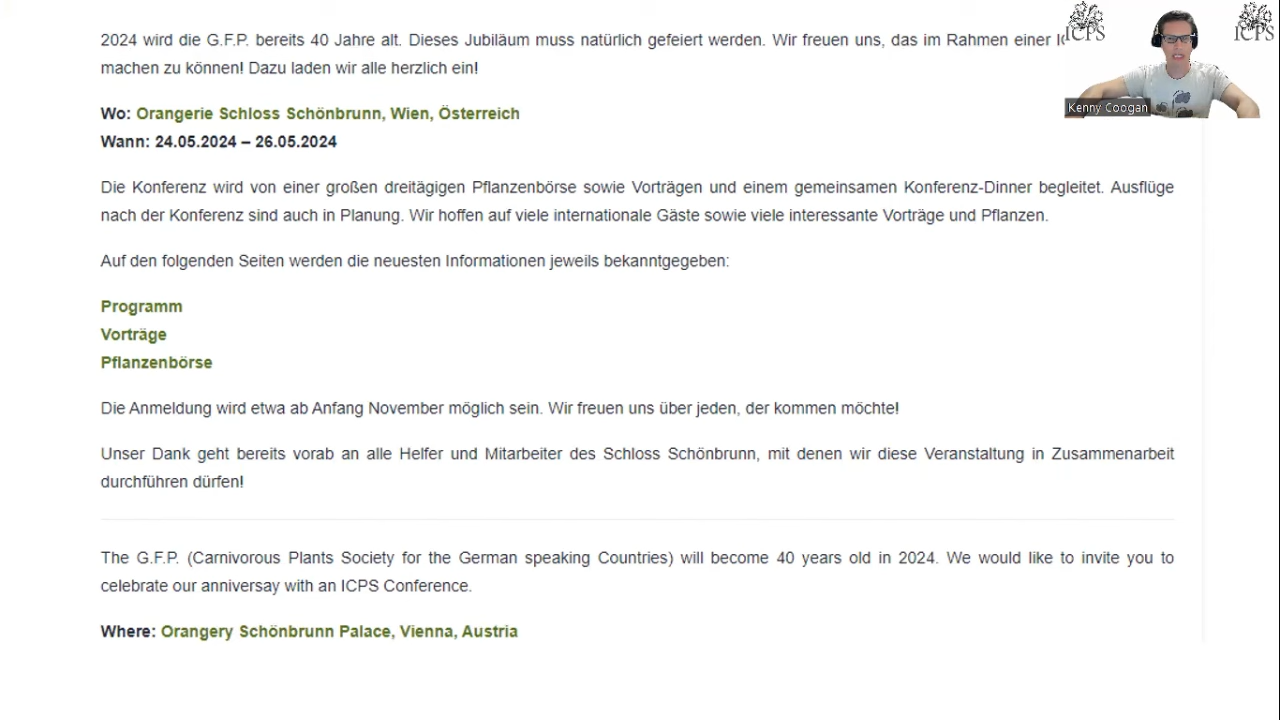 2024 wird die G.F.P. bereits 40 Jahre alt. Dieses Jubiläum muss natürlich gefeiert werden. Wir freuen uns, das im Rahmen einer
machen zu können! Dazu laden wir alle herzlich ein!
Wo: Orangerie Schloss Schönbrunn, Wien, Österreich
Wann: 24.05.2024 – 26.05.2024
Die Konferenz wird von einer großen dreitägigen Pflanzenbörse sowie Vorträgen und einem gemeinsamen Konferenz-Dinner begleitet. Ausflüge
nach der Konferenz sind auch in Planung. Wir hoffen auf viele internationale Gäste sowie viele interessante Vorträge und Pflanzen.
Auf den folgenden Seiten werden die neuesten Informationen jeweils bekanntgegeben:
Programm
Vorträge
Pflanzenbörse
Die Anmeldung wird etwa ab Anfang November möglich sein. Wir freuen uns über jeden, der kommen möchte!
Unser Dank geht bereits vorab an alle Helfer und Mitarbeiter des Schloss Schönbrunn, mit denen wir diese Veranstaltung in Zusammenarbeit
durchführen dürfen!
The G.F.P. (Carnivorous Plants Society for the German speaking Countries) will become 40 years old in 2024. We would like to invite you to
celebrate our anniversay with an ICPS Conference.
Where: Orangery Schönbrunn Palace, Vienna, Austria
ICPS
ICPS
Kenny Coogan